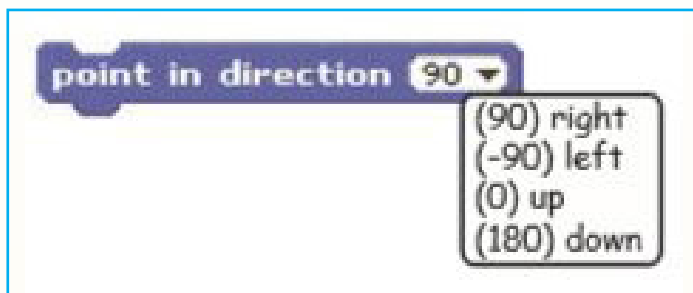 point in direction 90
(90) right
(-90) left
(0) up
(180) down